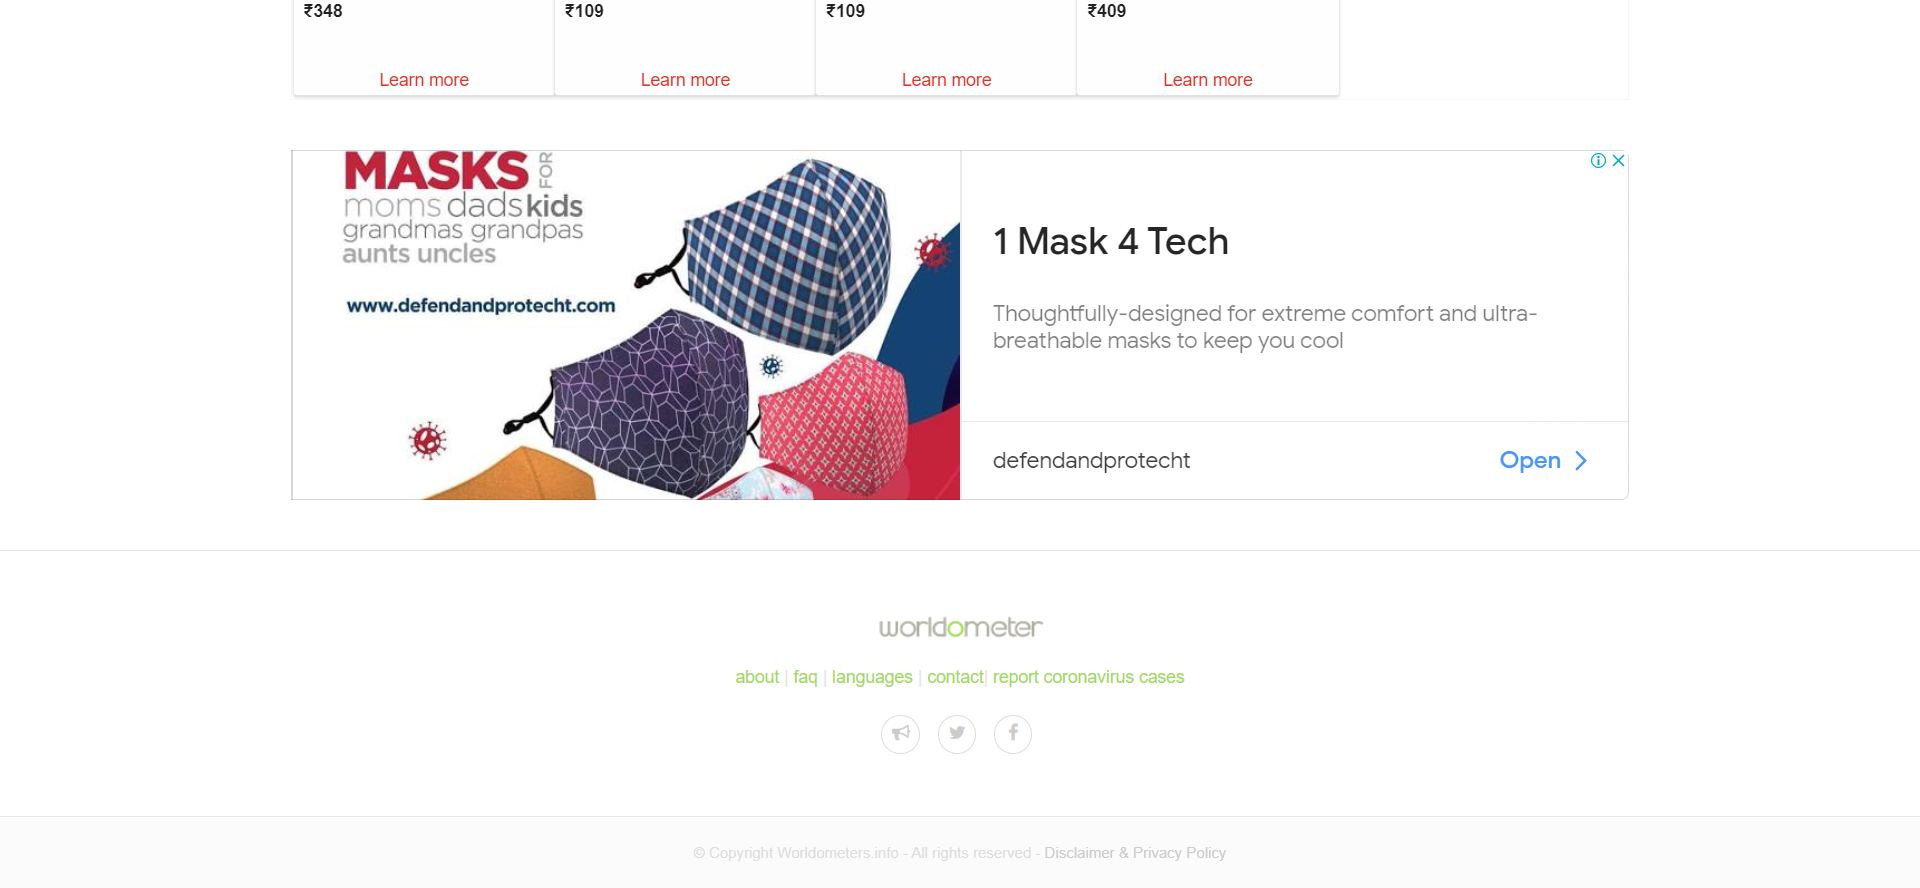 ₹348 ₹109 ₹109 ₹409
Learn more Learn more Learn more Learn more
MASKS FOR
moms dads kids
grandmas grandpas
aunts uncles
www.defendandprotecht.com
1 Mask 4 Tech
Thoughtfully-designed for extreme comfort and ultra-
breathable masks to keep you cool
defendandprotecht
Open
worldometer
about | faq | languages | contact| report coronavirus cases
© Copyright Worldometers.info - All rights reserved - Disclaimer & Privacy Policy